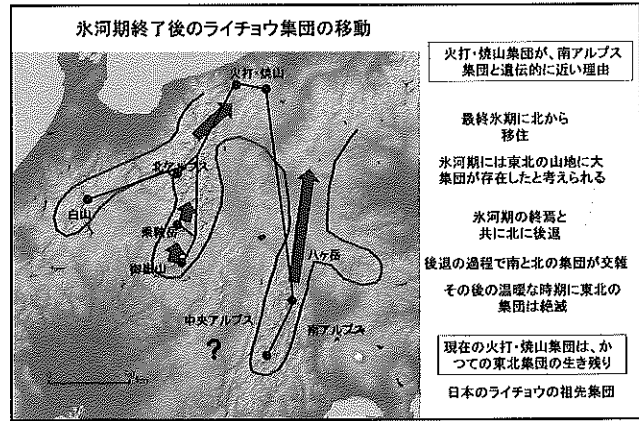 氷河期終了後のライチョウ集団の移動
火打・焼山
北アルプス
白山
乗鞍岳
御岳山
八ヶ岳
中央アルプス
南アルプス
?
火打・焼山集団が、南アルプス
集団と遺伝的に近い理由
最終氷期に北から
移住
氷河期には東北の山地に大
集団が存在したと考えられる
氷河期の終焉と
共に北に後退
後退の過程で南と北の集団が交雑
その後の温暖な時期に東北の
集団は絶滅
現在の火打・焼山集団は、か
つての東北集団の生き残り
日本のライチョウの祖先集団